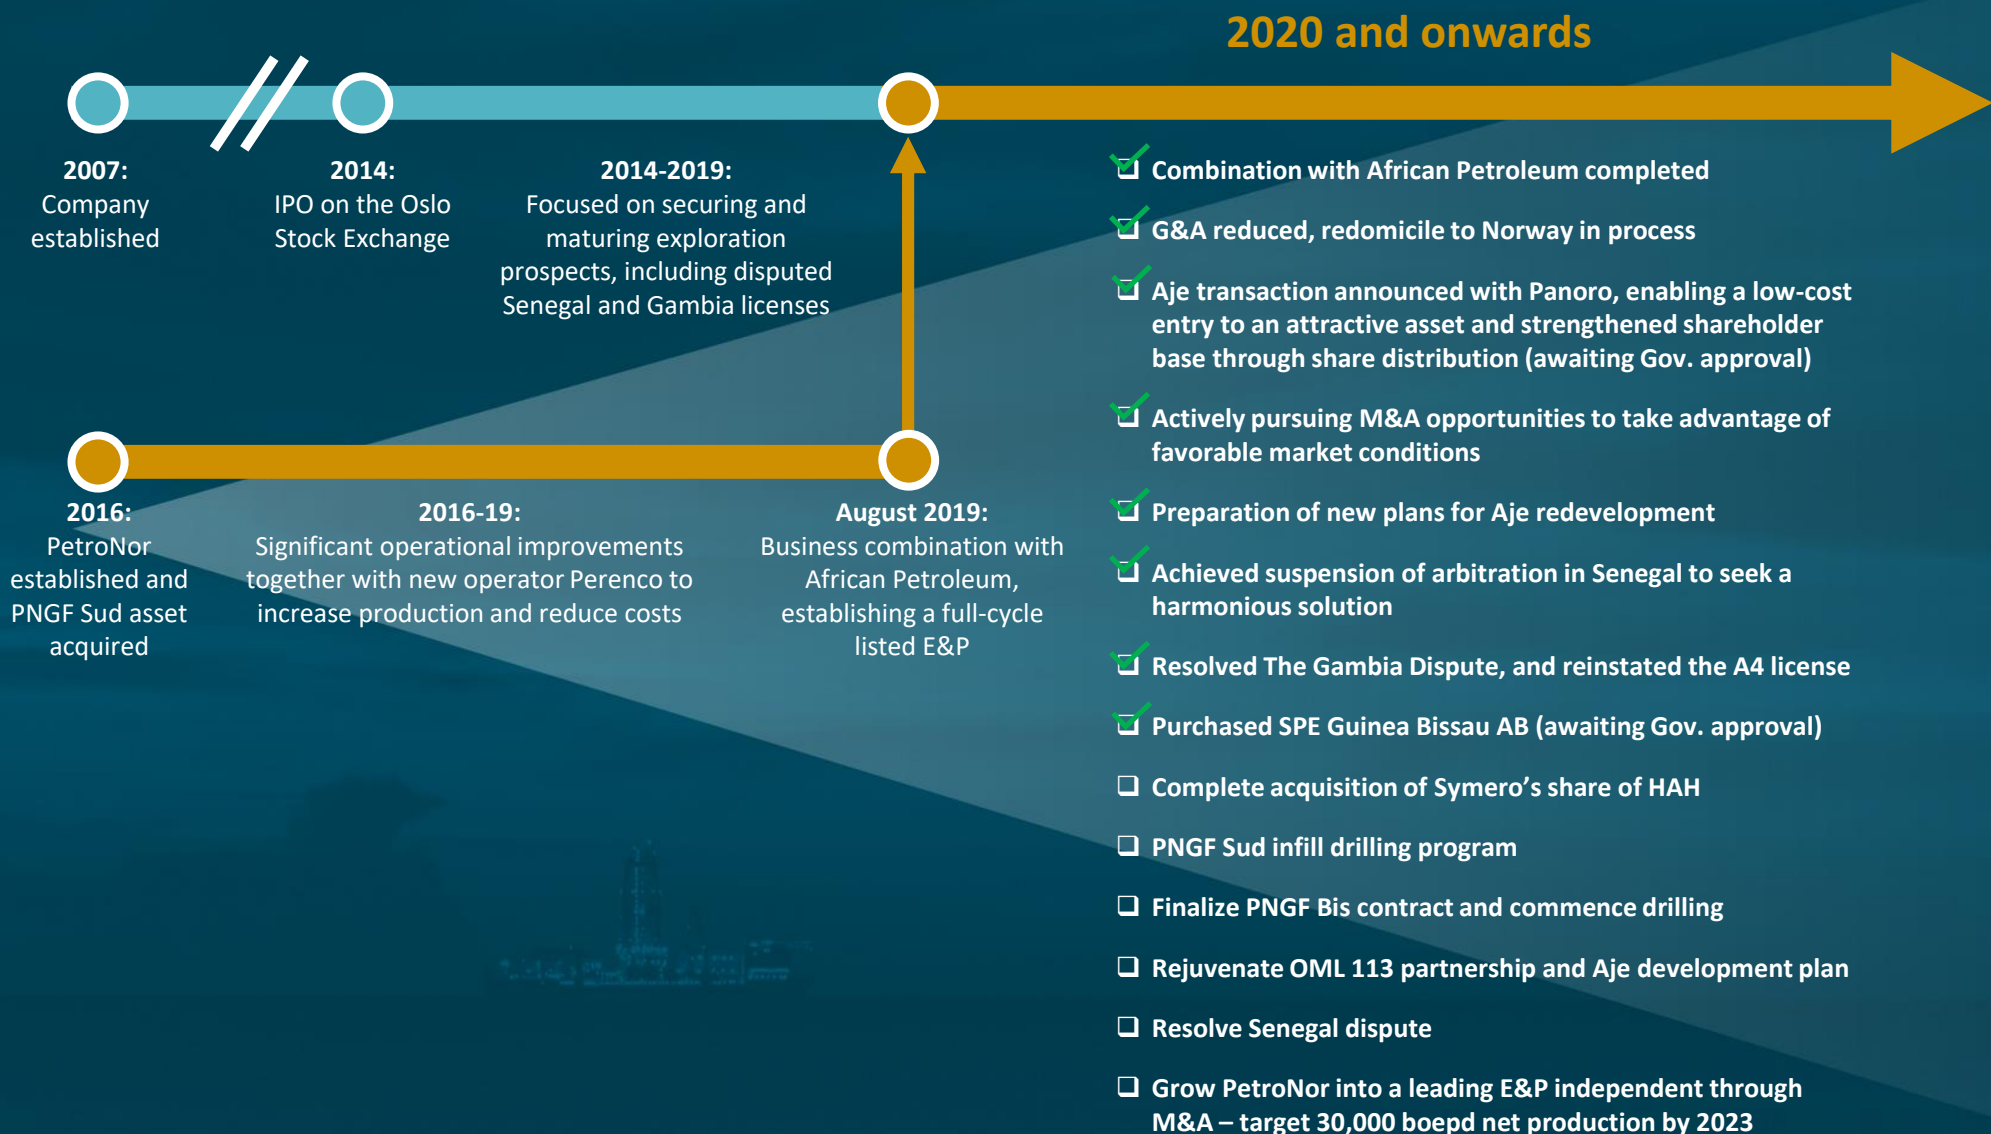 2020 and onwards
2007:
Company
established
2014:
IPO on the Oslo
Stock Exchange
2014-2019:
Focused on securing and
maturing exploration
prospects, including disputed
Senegal and Gambia licenses
2016:
PetroNor
established and
PNGF Sud asset
acquired
2016-19:
Significant operational improvements
together with new operator Perenco to
increase production and reduce costs
August 2019:
Business combination with
African Petroleum,
establishing a full-cycle
listed E&P
Combination with African Petroleum completed
G&A reduced, redomicile to Norway in process
Aje transaction announced with Panoro, enabling a low-cost
entry to an attractive asset and strengthened shareholder
base through share distribution (awaiting Gov. approval)
Actively pursuing M&A opportunities to take advantage of
favorable market conditions
Preparation of new plans for Aje redevelopment
Achieved suspension of arbitration in Senegal to seek a
harmonious solution
Resolved The Gambia Dispute, and reinstated the A4 license
Purchased SPE Guinea Bissau AB (awaiting Gov. approval)
Complete acquisition of Symero’s share of HAH
PNGF Sud infill drilling program
Finalize PNGF Bis contract and commence drilling
Rejuvenate OML 113 partnership and Aje development plan
Resolve Senegal dispute
Grow PetroNor into a leading E&P independent through
M&A – target 30,000 boepd net production by 2023